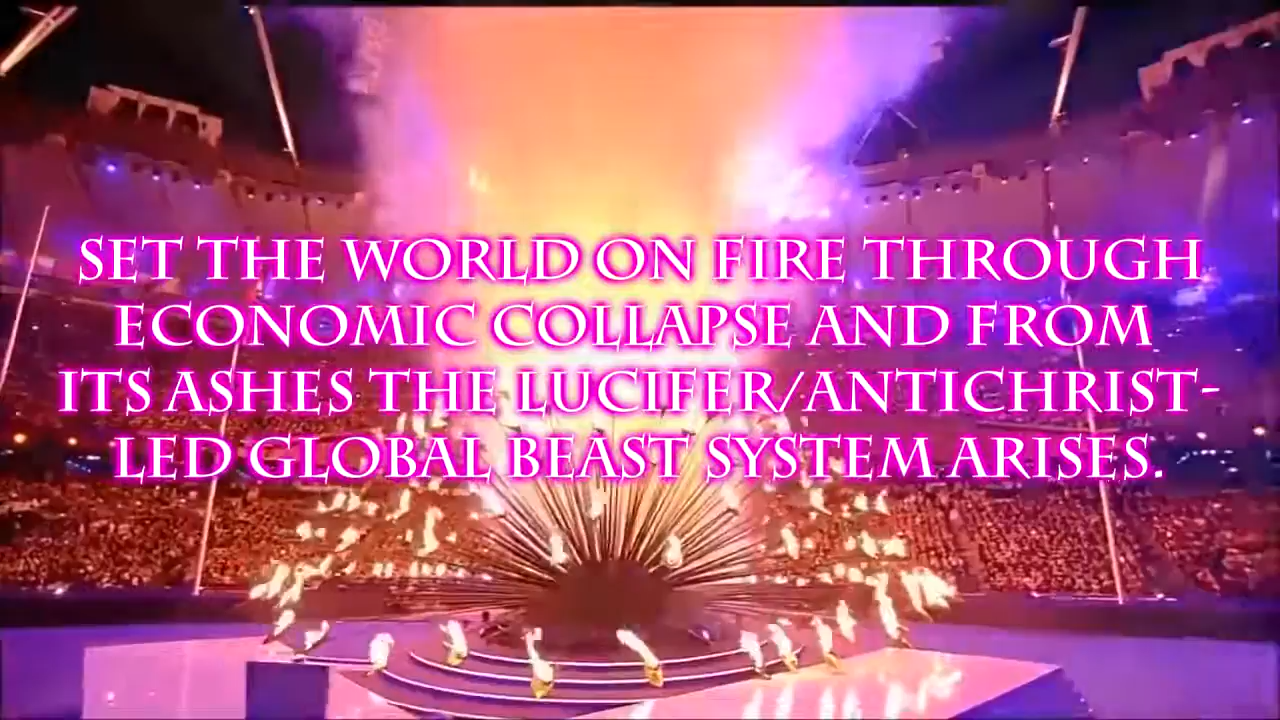 SET THE WORLD ON FIRE THROUGH
ECONOMIC COLLAPSE AND FROM
ITS ASHES THE LUCIFER/ANTICHRIST-
LED GLOBAL BEAST SYSTEM ARISES.